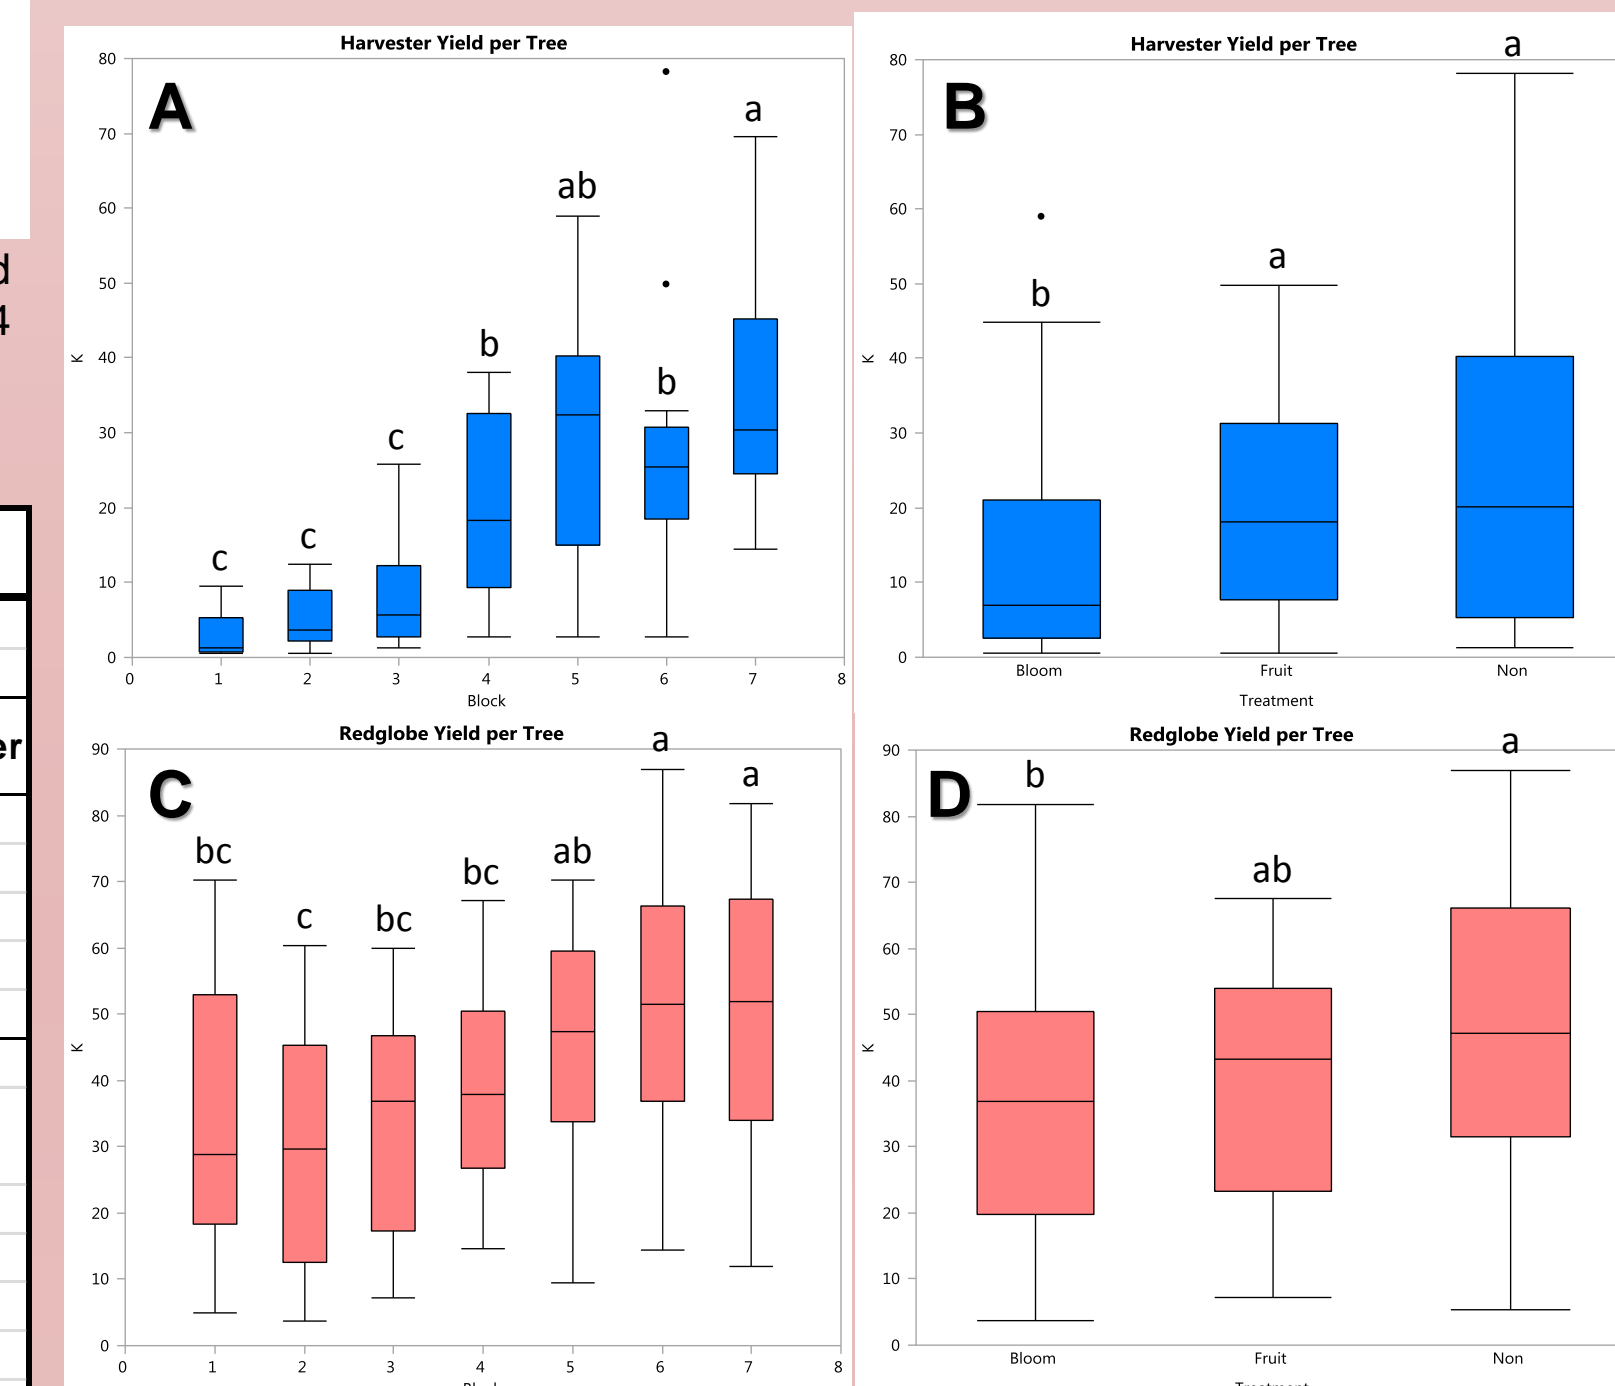 d
4
er
Harvester Yield per Tree
A
80
70
60
50
40
30
20
10
0
K
c
c
c
b
ab
b
a
0 1 2 3 4 5 6 7 8
Block
Harvester Yield per Tree
B
80
70
60
50
40
30
20
10
0
K
b
a
a
Bloom Fruit Non
Treatment
Redglobe Yield per Tree
C
90
80
70
60
50
40
30
20
10
0
K
bc
c
bc
bc
ab
a
a
0 1 2 3 4 5 6 7 8
Block
Redglobe Yield per Tree
D
90
80
70
60
50
40
30
20
10
0
K
b
ab
a
Bloom Fruit Non
Treatment